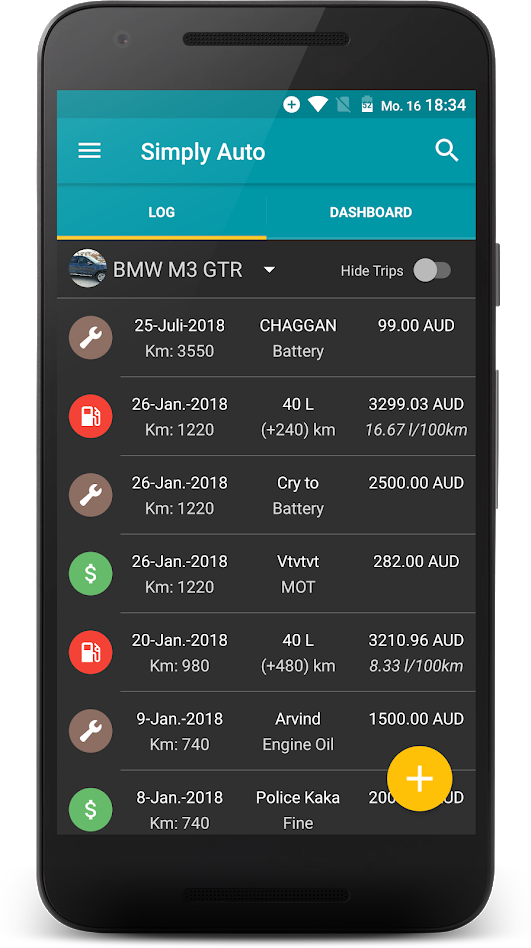 52 Mo. 16 18:34
Simply Auto
LOG DASHBOARD
BMW M3 GTR Hide Trips
25-Juli-2018 CHAGGAN 99.00 AUD
Km: 3550 Battery
26-Jan.-2018 40 L 3299.03 AUD
Km: 1220 (+240) km 16.67 l/100km
26-Jan.-2018 Cry to 2500.00 AUD
Km: 1220 Battery
26-Jan.-2018 Vtvtvt 282.00 AUD
Km: 1220 MOT
20-Jan.-2018 40 L 3210.96 AUD
Km: 980 (+480) km 8.33 l/100km
9-Jan.-2018 Arvind 1500.00 AUD
Km: 740 Engine Oil
8-Jan.-2018 Police Kaka
Km: 740 Fine